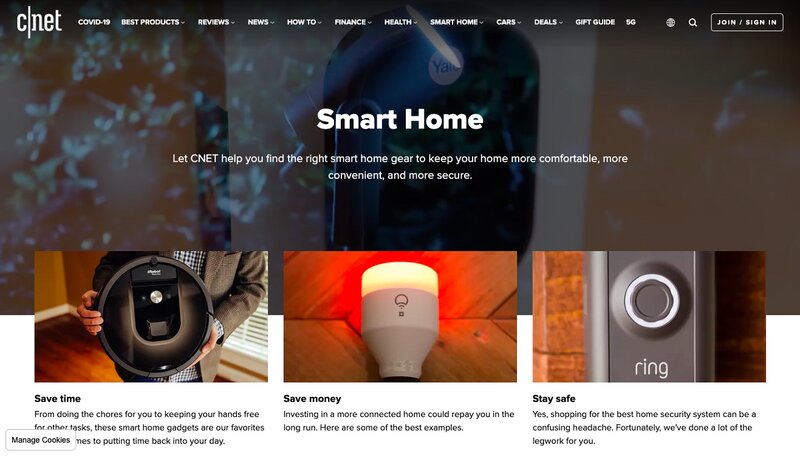 c|net COVID-19 BEST PRODUCTS REVIEWS NEWS HOW TO FINANCE HEALTH SMART HOME CARS DEALS GIFT GUIDE 5G JOIN / SIGN IN
Yale
Smart Home
Let CNET help you find the right smart home gear to keep your home more comfortable, more
convenient, and more secure.
iRobot
ring
Save time
From doing the chores for you to keeping your hands free
for other tasks, these smart home gadgets are our favorites
mes to putting time back into your day.
Manage Cookies
Save money
Investing in a more connected home could repay you in the
long run. Here are some of the best examples.
Stay safe
Yes, shopping for the best home security system can be a
confusing headache. Fortunately, we've done a lot of the
legwork for you.